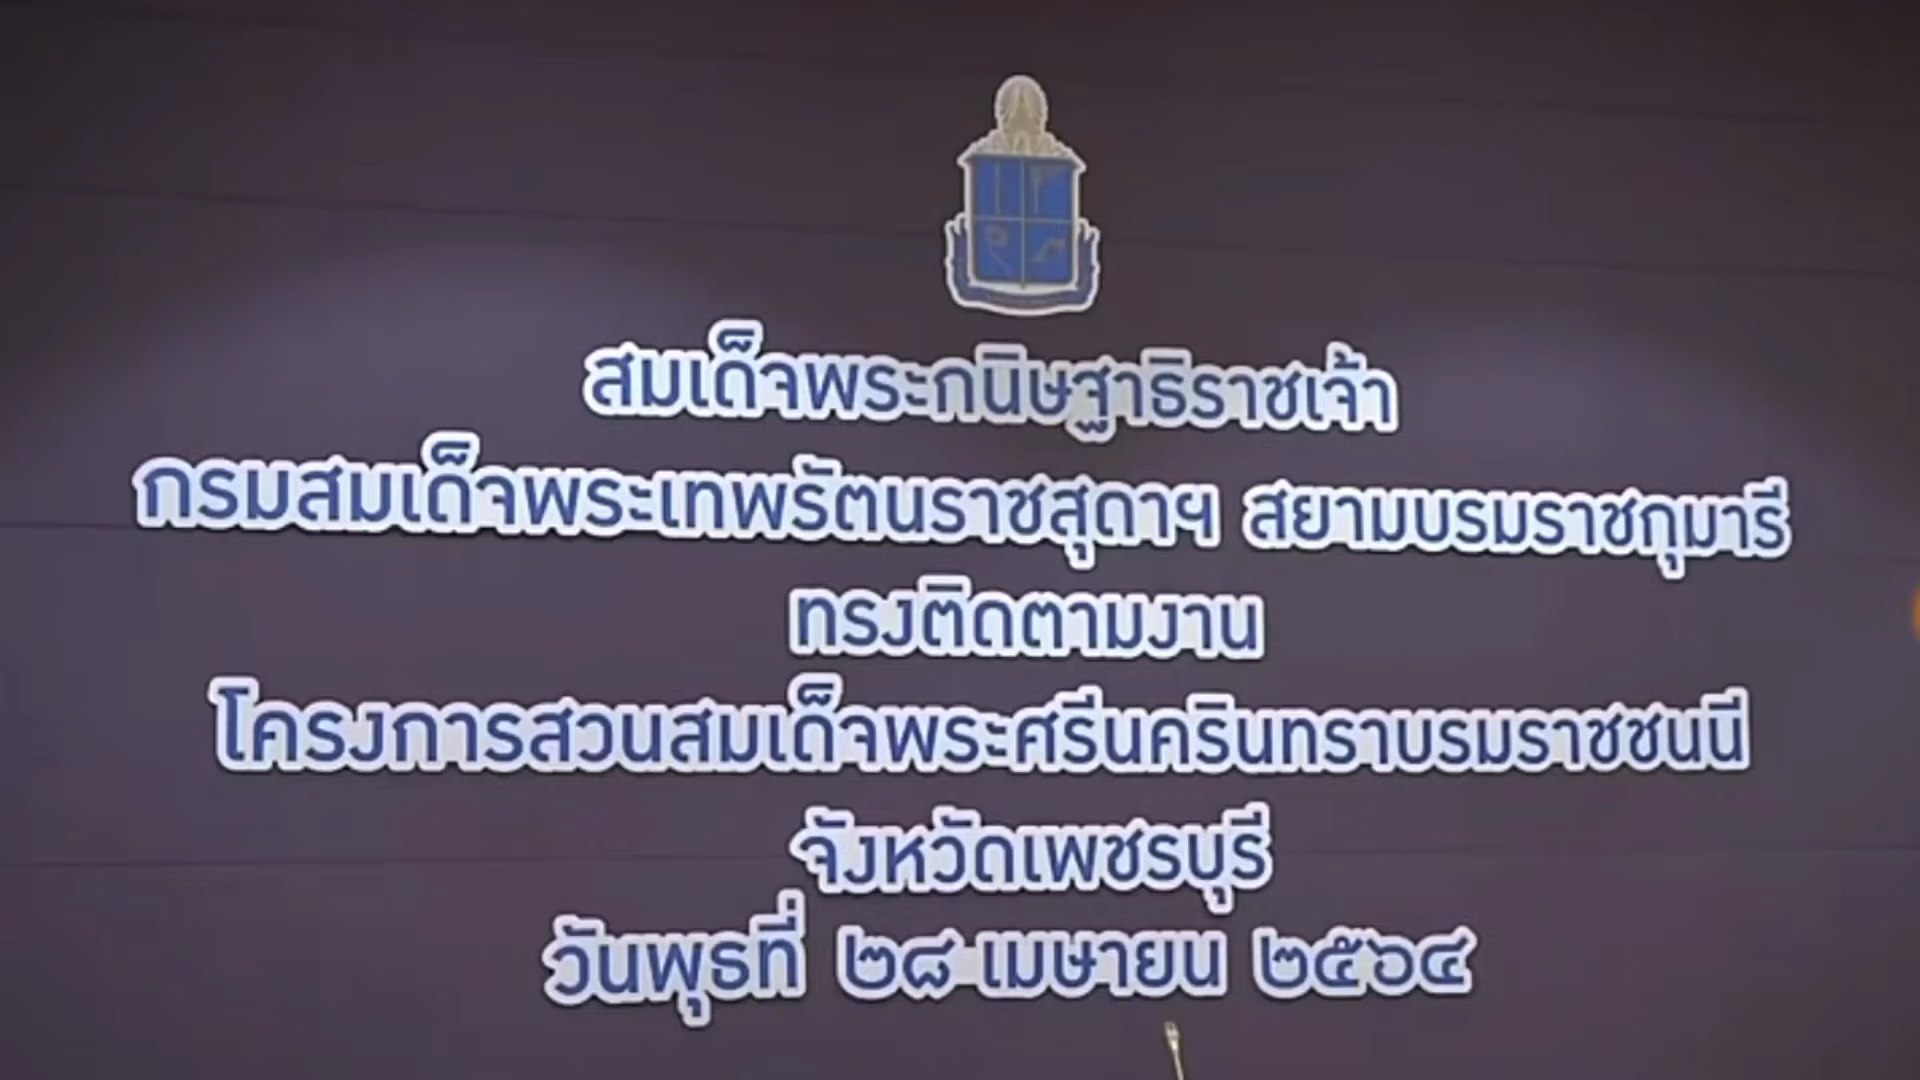 สมเด็จพระกนิษฐาธิราชเจ้า
กรมสมเด็จพระเทพรัตนราชสุดาฯ สยามบรมราชกุมารี
ทรงติดตามงาน
โครงการสวนสมเด็จพระศรีนครินทราบรมราชชนนี
จังหวัดเพชรบุรี
วันพุธที่ ๒๘ เมษายน ๒๕๖๔